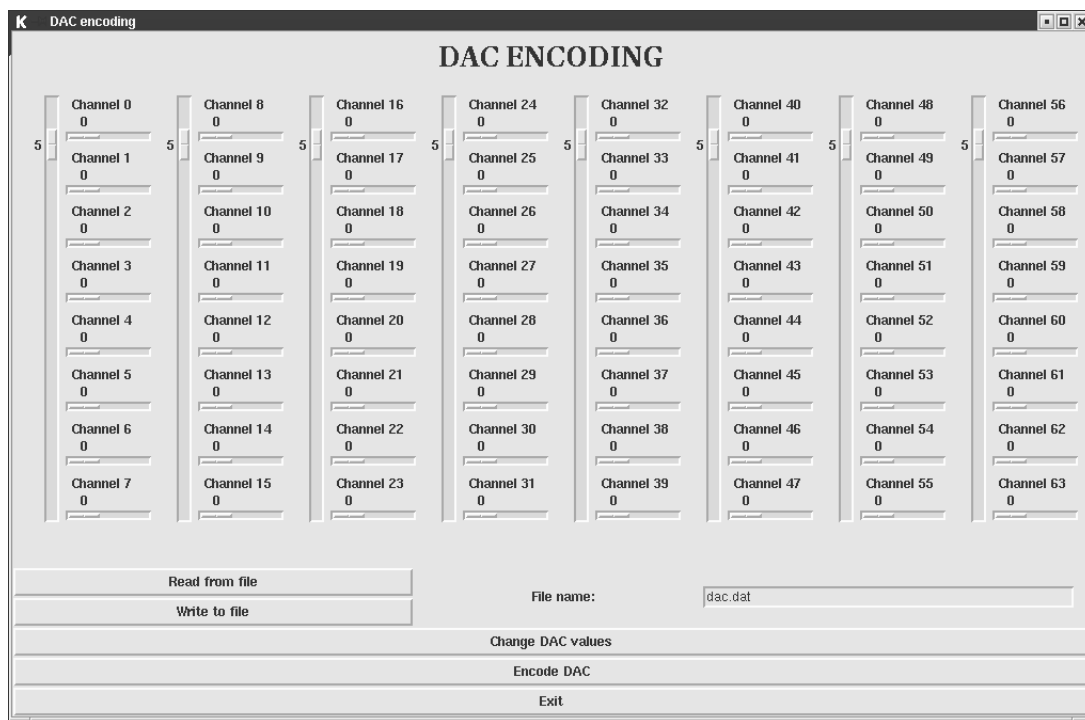 K DAC encoding
DAC ENCODING
Channel 0 Channel 8 Channel 16 Channel 24 Channel 32 Channel 40 Channel 48 Channel 56
0 0 0 0 0 0 0 0
5 5 5 5 5 5 5 5
Channel 1 Channel 9 Channel 17 Channel 25 Channel 33 Channel 41 Channel 49 Channel 57
0 0 0 0 0 0 0 0
Channel 2 Channel 10 Channel 18 Channel 26 Channel 34 Channel 42 Channel 50 Channel 58
0 0 0 0 0 0 0 0
Channel 3 Channel 11 Channel 19 Channel 27 Channel 35 Channel 43 Channel 51 Channel 59
0 0 0 0 0 0 0 0
Channel 4 Channel 12 Channel 20 Channel 28 Channel 36 Channel 44 Channel 52 Channel 60
0 0 0 0 0 0 0 0
Channel 5 Channel 13 Channel 21 Channel 29 Channel 37 Channel 45 Channel 53 Channel 61
0 0 0 0 0 0 0 0
Channel 6 Channel 14 Channel 22 Channel 30 Channel 38 Channel 46 Channel 54 Channel 62
0 0 0 0 0 0 0 0
Channel 7 Channel 15 Channel 23 Channel 31 Channel 39 Channel 47 Channel 55 Channel 63
0 0 0 0 0 0 0 0
Read from file
File name: dac.dat
Write to file
Change DAC values
Encode DAC
Exit